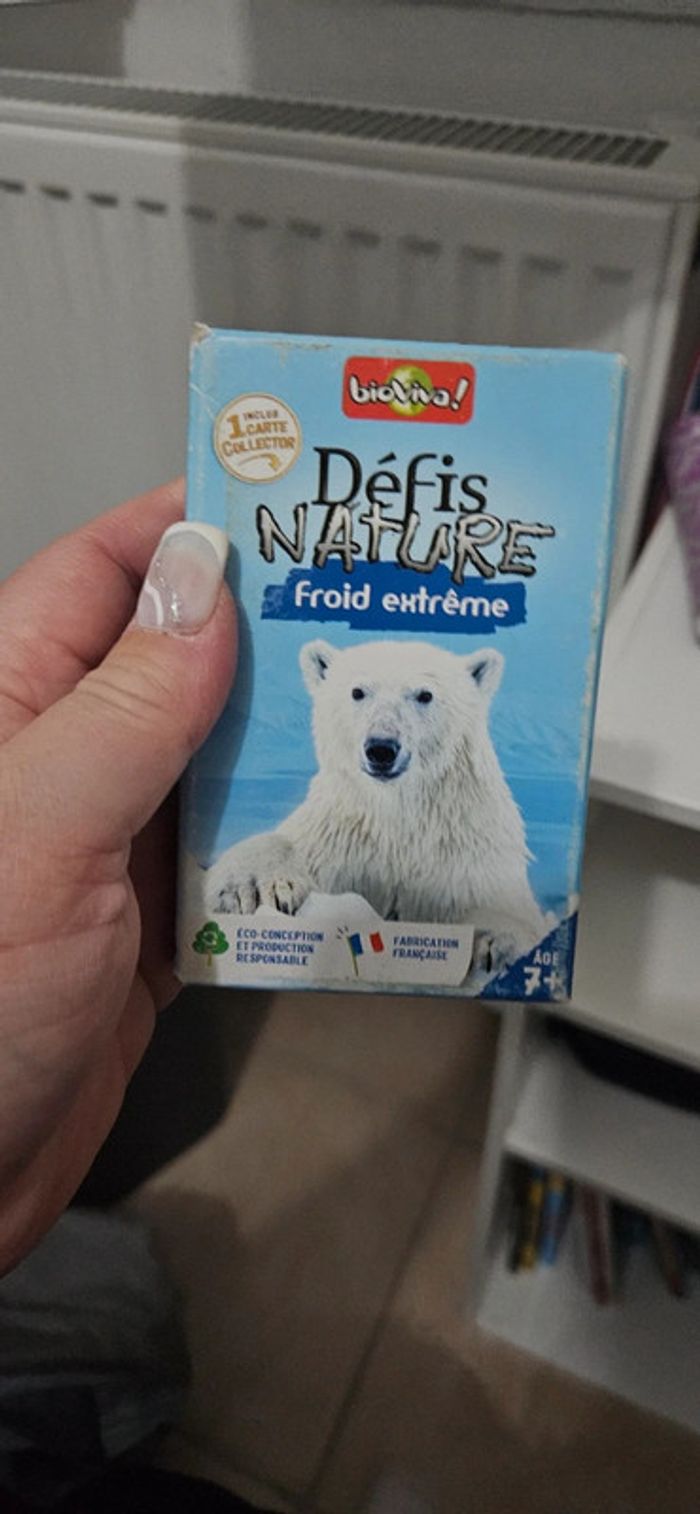 bioviva!
INCLUS
1 CARTE
COLLECTOR
Défis
NATURE
Froid extrême
ÉCO-CONCEPTION
ET PRODUCTION
RESPONSABLE
FABRICATION
FRANÇAISE
ÂGE
7+